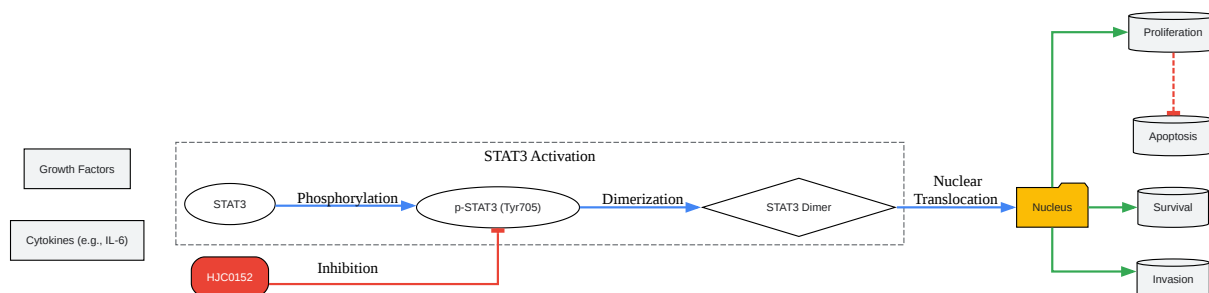 Proliferation
Apoptosis
STAT3 Activation
Growth Factors
Phosphorylation
Dimerization
Nuclear
Translocation
STAT3
p-STAT3 (Tyr705)
STAT3 Dimer
Nucleus
Survival
Cytokines (e.g., IL-6)
Inhibition
HJC0152
Invasion